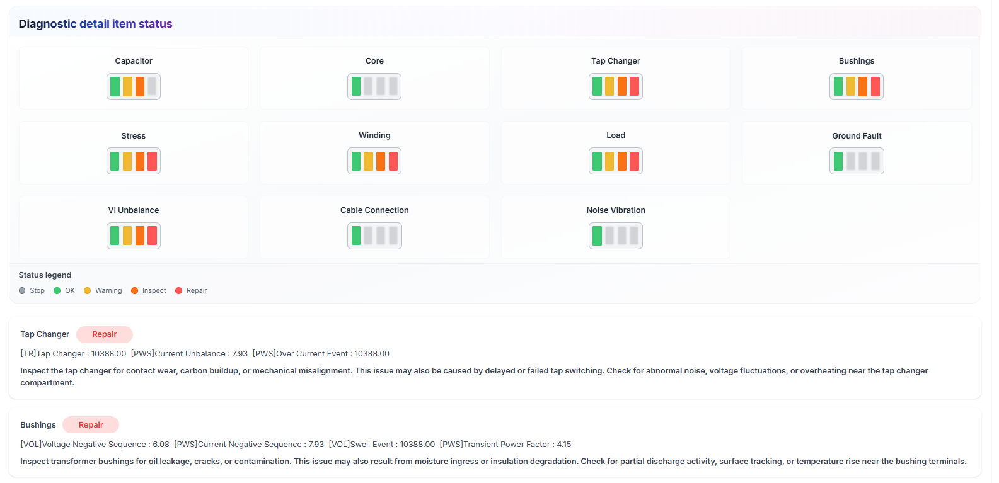 Diagnostic detail item status
Capacitor
Core
Tap Changer
Bushings
Stress
Winding
Load
Ground Fault
VI Unbalance
Cable Connection
Noise Vibration
Status legend
Stop
OK
Warning
Inspect
Repair
Tap Changer Repair
[TR]Tap Changer : 10388.00 [PWS]Current Unbalance : 7.93 [PWS]Over Current Event : 10388.00
Inspect the tap changer for contact wear, carbon buildup, or mechanical misalignment. This issue may also be caused by delayed or failed tap switching. Check for abnormal noise, voltage fluctuations, or overheating near the tap changer
compartment.
Bushings Repair
[VOL]Voltage Negative Sequence : 6.08 [PWS]Current Negative Sequence : 7.93 [VOL]Swell Event : 10388.00 [PWS]Transient Power Factor : 4.15
Inspect transformer bushings for oil leakage, cracks, or contamination. This issue may also result from moisture ingress or insulation degradation. Check for partial discharge activity, surface tracking, or temperature rise near the bushing terminals.